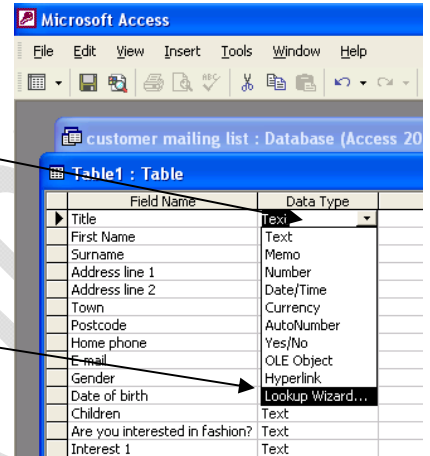 Microsoft Access
File Edit View Insert Tools Window Help
ABC
customer mailing list : Database (Access 20
Table1 : Table
Field Name Data Type
Title Text
First Name Text
Surname Memo
Address line 1 Number
Address line 2 Date/Time
Town Currency
Postcode AutoNumber
Home phone Yes/No
E-mail OLE Object
Gender Hyperlink
Date of birth Lookup Wizard...
Children Text
Are you interested in fashion? Text
Interest 1 Text